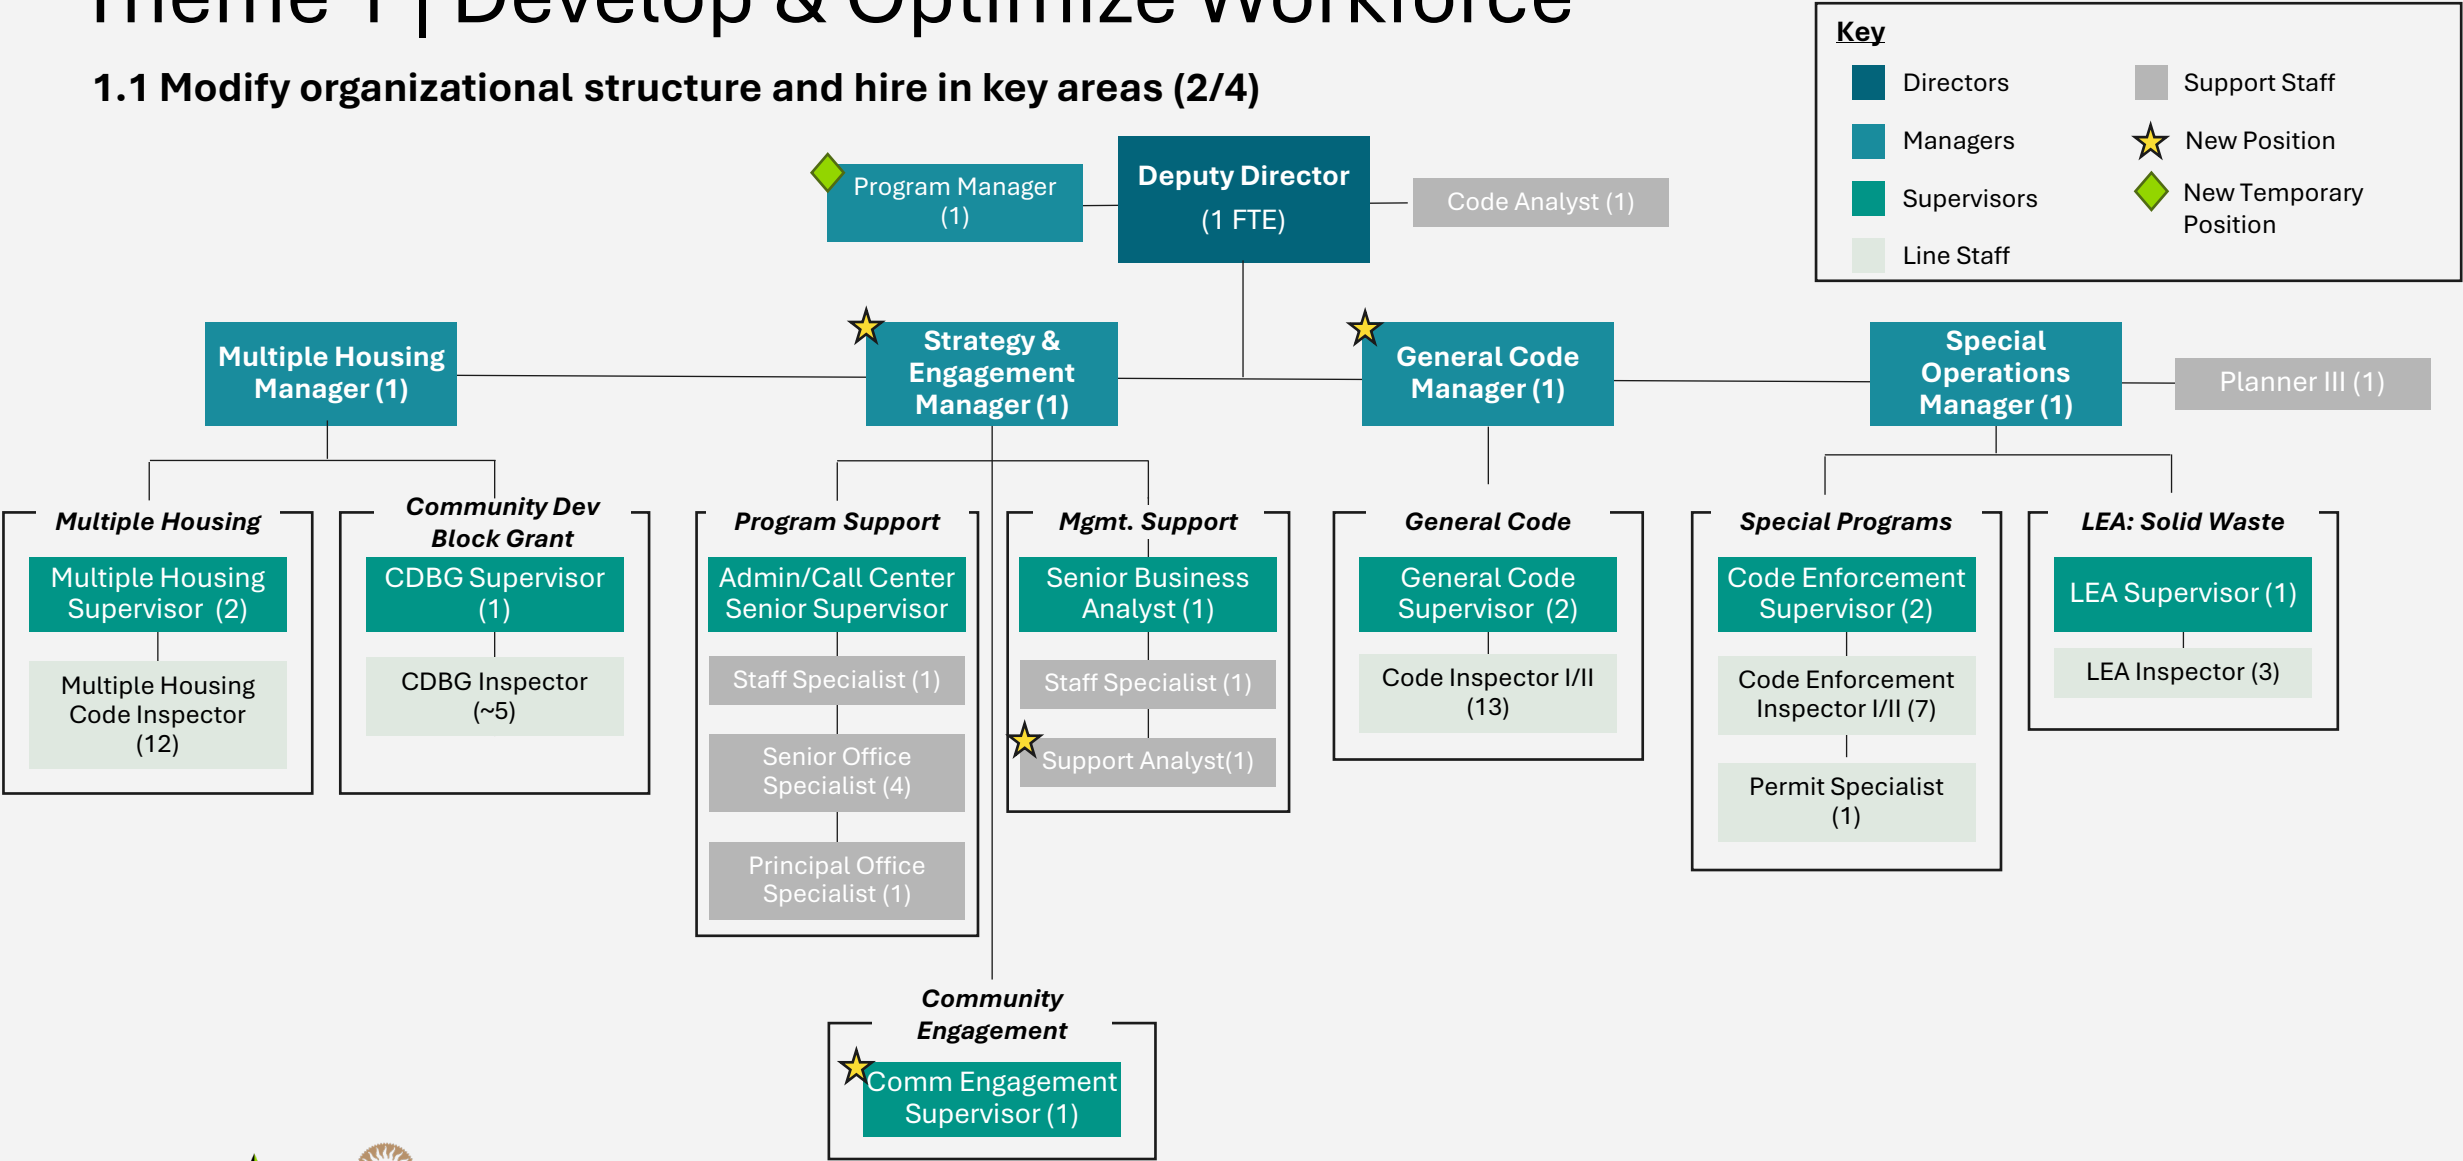 Theme 1 | Develop & Optimize Workforce
1.1 Modify organizational structure and hire in key areas (2/4)
Key
Directors
Managers
Supervisors
Line Staff
Support Staff
New Position
New Temporary
Position
Program Manager
(1)
Deputy Director
(1 FTE)
Code Analyst (1)
Multiple Housing
Manager (1)
Strategy &
Engagement
Manager (1)
General Code
Manager (1)
Special
Operations
Manager (1)
Planner III (1)
Multiple Housing
Multiple Housing
Supervisor  (2)
Multiple Housing
Code Inspector
(12)
Community Dev
Block Grant
CDBG Supervisor
(1)
CDBG Inspector
(~5)
Program Support
Admin/Call Center
Senior Supervisor
Staff Specialist (1)
Senior Office
Specialist (4)
Principal Office
Specialist (1)
Mgmt. Support
Senior Business
Analyst (1)
Staff Specialist (1)
Support Analyst(1)
General Code
General Code
Supervisor  (2)
Code Inspector I/II
(13)
Special Programs
Code Enforcement
Supervisor (2)
Code Enforcement
Inspector I/II (7)
Permit Specialist
(1)
LEA: Solid Waste
LEA Supervisor (1)
LEA Inspector (3)
Community
Engagement
Comm Engagement
Supervisor (1)